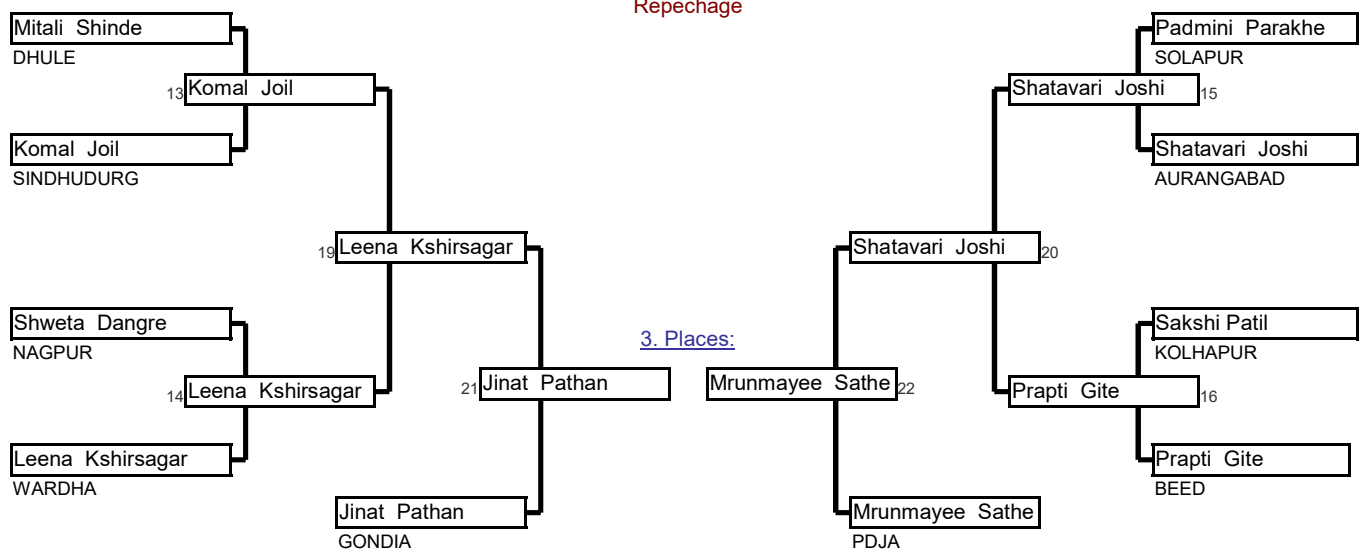 Repechage
Mitali Shinde
DHULE
Padmini Parakhe
SOLAPUR
13 Komal Joil
Shatavari Joshi 15
Komal Joil
SINDHUDURG
Shatavari Joshi
AURANGABAD
19 Leena Kshirsagar
Shatavari Joshi 20
Shweta Dangre
NAGPUR
3. Places:
Sakshi Patil
KOLHAPUR
14 Leena Kshirsagar
21 Jinat Pathan
Mrunmayee Sathe 22
Prapti Gite 16
Leena Kshirsagar
WARDHA
Prapti Gite
BEED
Jinat Pathan
GONDIA
Mrunmayee Sathe
PDJA